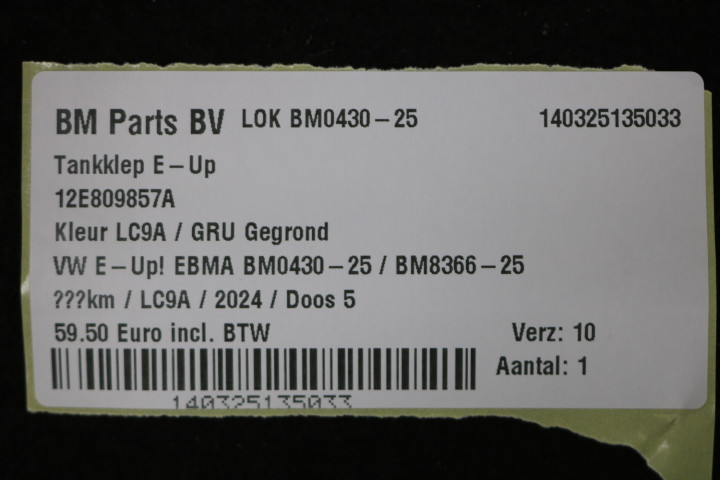 BM Parts BV LOK BM0430-25 140325135033
Tankklep E-Up
12E809857A
Kleur LC9A / GRU Gegrond
VW E-Up! EBMA BM0430-25 / BM8366-25
???km / LC9A / 2024 / Doos 5
59.50 Euro incl. BTW Verz: 10
Aantal: 1
140325135033